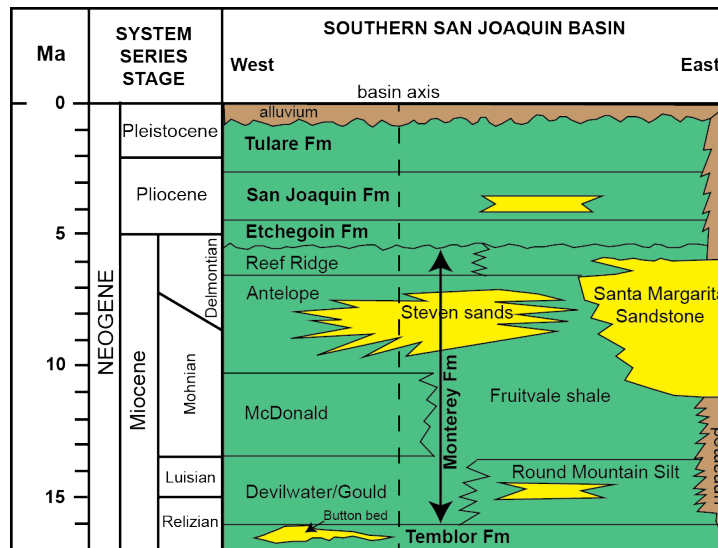 SOUTHERN SAN JOAQUIN BASIN
Ma
SYSTEM
SERIES
STAGE
West
East
basin axis
0
alluvium
Pleistocene
Tulare Fm
Pliocene
San Joaquin Fm
Etchegoin Fm
5
Reef Ridge
Delmontian
Antelope
Steven sands
Santa Margarita
Sandstone
NEOGENE
Miocene
Mohnian
10
Monterey Fm
Fruitvale shale
McDonald
Luisian
Round Mountain Silt
unnamed
15
Devilwater/Gould
Relizian
Button bed
Temblor Fm